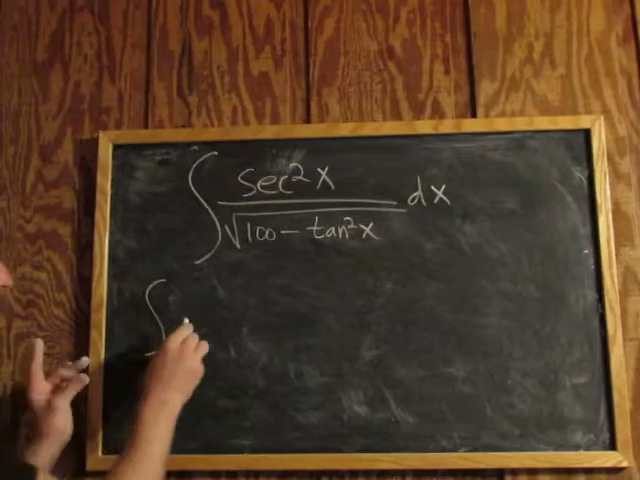 ∫ sec²x / √(100 − tan²x) dx
∫